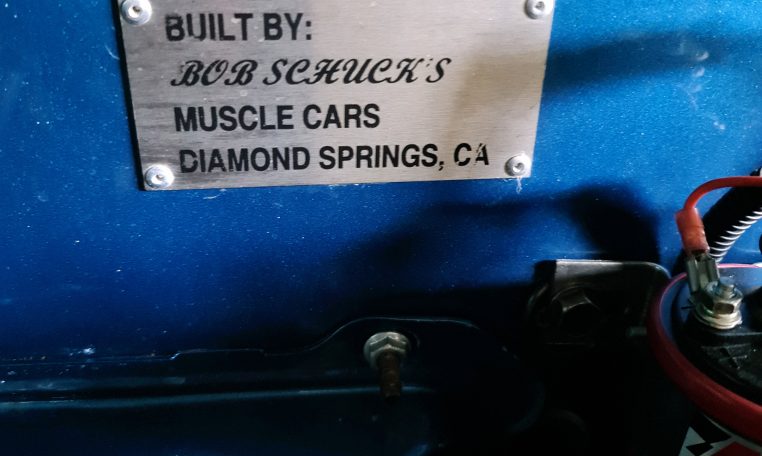 BUILT BY:
BOB SCHUCK'S
MUSCLE CARS
DIAMOND SPRINGS, CA